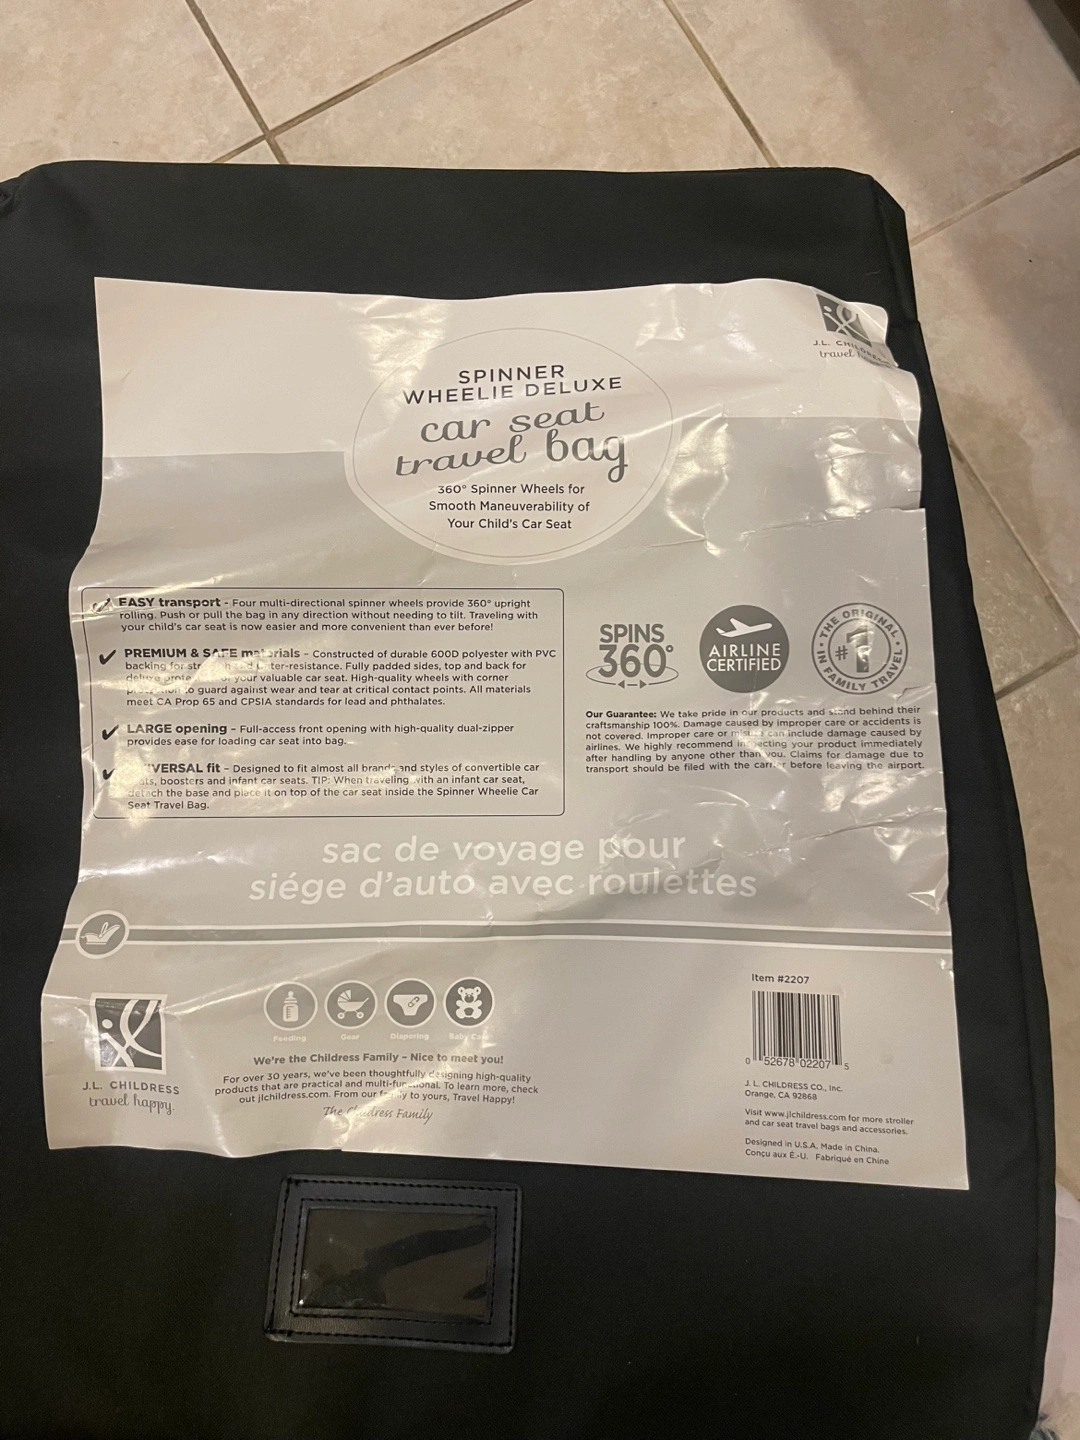 J.L. CHILDRESS
travel
SPINNER
WHEELIE DELUXE
car seat
travel bag
360° Spinner Wheels for
Smooth Maneuverability of
Your Child's Car Seat
EASY transport - Four multi-directional spinner wheels provide 360° upright
rolling. Push or pull the bag in any direction without needing to tilt. Traveling with
your child's car seat is now easier and more convenient than ever before!
PREMIUM & SAFE materials – Constructed of durable 600D polyester with PVC
backing for strength and water-resistance. Fully padded sides, top and back for
deluxe protection of your valuable car seat. High-quality wheels with corner
protection to guard against wear and tear at critical contact points. All materials
meet CA Prop 65 and CPSIA standards for lead and phthalates.
LARGE opening – Full-access front opening with high-quality dual-zipper
provides ease for loading car seat into bag.
UNIVERSAL fit – Designed to fit almost all brands and styles of convertible car
seats, boosters and infant car seats. TIP: When traveling with an infant car seat,
detach the base and place it on top of the car seat inside the Spinner Wheelie Car
Seat Travel Bag.
SPINS
360°
AIRLINE
CERTIFIED
• THE ORIGINAL •
#1
IN FAMILY TRAVEL
Our Guarantee: We take pride in our products and stand behind their
craftsmanship 100%. Damage caused by improper care or accidents is
not covered. Improper care or misuse can include damage caused by
airlines. We highly recommend inspecting your product immediately
after handling by anyone other than you. Claims for damage due to
transport should be filed with the carrier before leaving the airport.
sac de voyage pour
siége d'auto avec roulettes
J.L. CHILDRESS
travel happy.
Feeding
Gear
Diapering
Baby Care
We're the Childress Family – Nice to meet you!
For over 30 years, we've been thoughtfully designing high-quality
products that are practical and multi-functional. To learn more, check
out jlchildress.com. From our family to yours, Travel Happy!
The Childress Family
Item #2207
0 52678 02207 5
J. L. CHILDRESS CO., Inc.
Orange, CA 92868
Visit www.jlchildress.com for more stroller
and car seat travel bags and accessories.
Designed in U.S.A. Made in China.
Conçu aux É.-U. Fabriqué en Chine